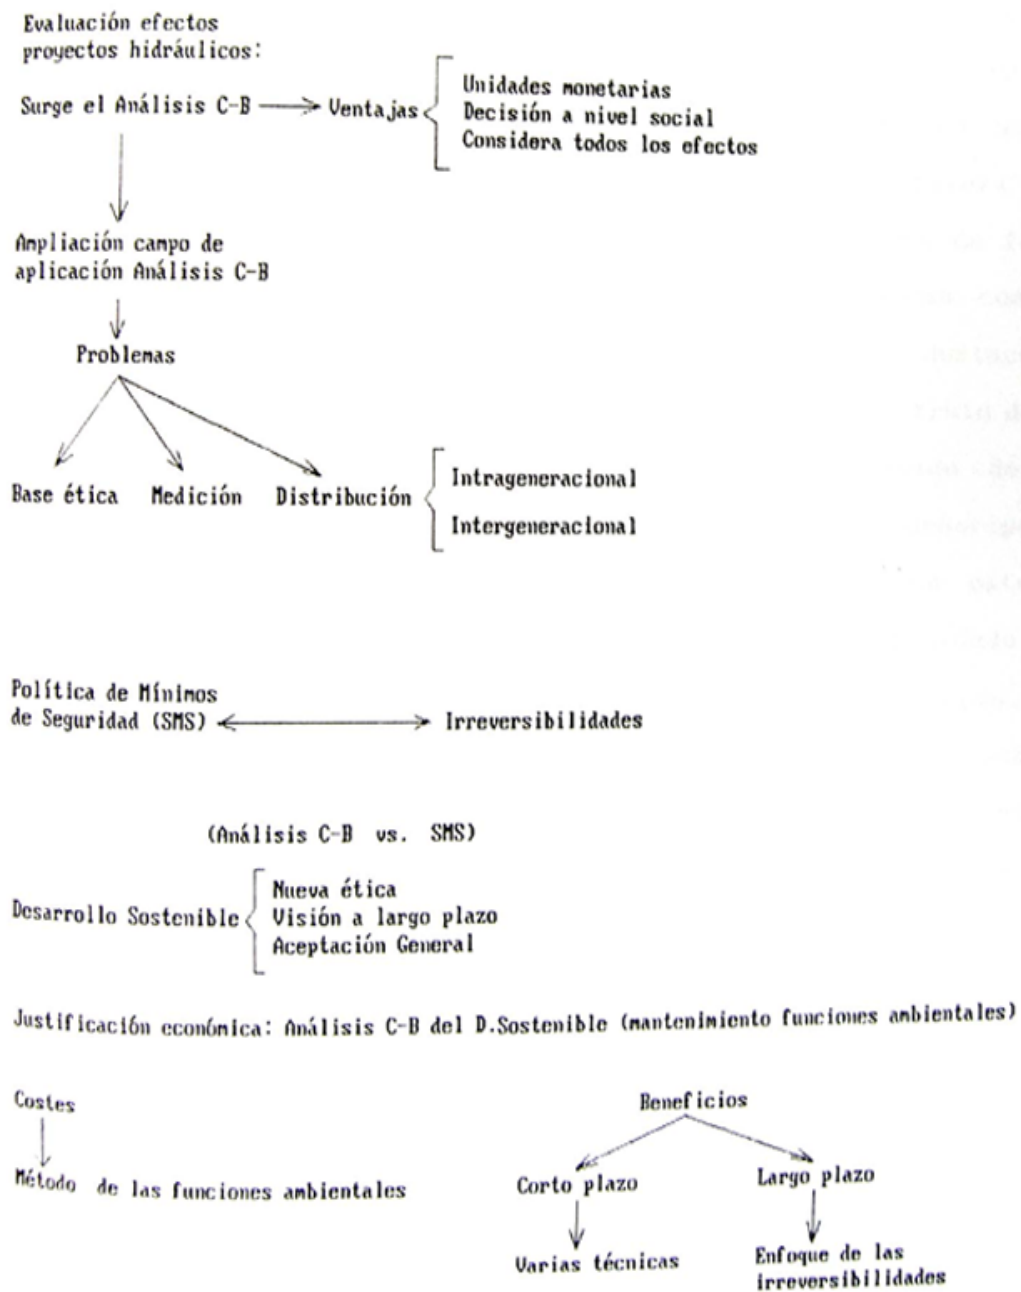 Evaluación efectos
proyectos hidráulicos:
Surge el Análisis C-B
Ventajas
Unidades monetarias
Decisión a nivel social
Considera todos los efectos
Ampliación campo de
aplicación Análisis C-B
Problemas
Base ética
Medición
Distribución
Intrageneracional
Intergeneracional
Política de Mínimos
de Seguridad (SMS)
Irreversibilidades
(Análisis C-B vs. SMS)
Desarrollo Sostenible
Nueva ética
Visión a largo plazo
Aceptación General
Justificación económica: Análisis C-B del D.Sostenible (mantenimiento funciones ambientales)
Costes
Método de las funciones ambientales
Beneficios
Corto plazo
Largo plazo
Varias técnicas
Enfoque de las
irreversibilidades